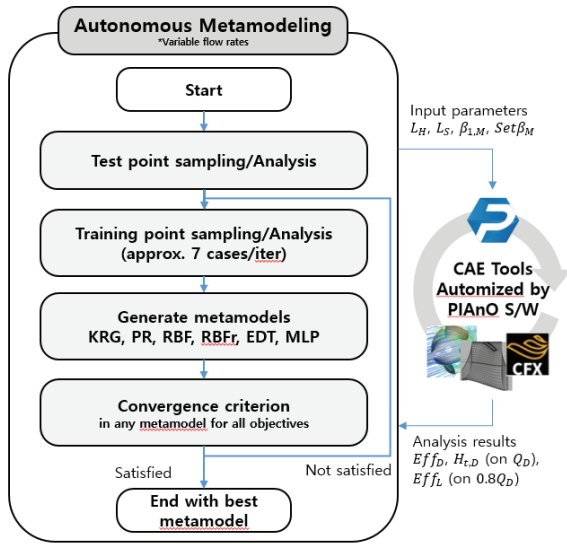 Autonomous Metamodeling
*Variable flow rates
Start
Test point sampling/Analysis
Training point sampling/Analysis
(approx. 7 cases/iter)
Generate metamodels
KRG, PR, RBF, RBFr, EDT, MLP
Convergence criterion
in any metamodel for all objectives
Satisfied
Not satisfied
End with best
metamodel
Input parameters
L_H, L_S, β_{1,M}, Setβ_M
CAE Tools
Automized by
PIAnO S/W
CFX
Analysis results
Eff_D, H_{t,D} (on Q_D),
Eff_L (on 0.8Q_D)